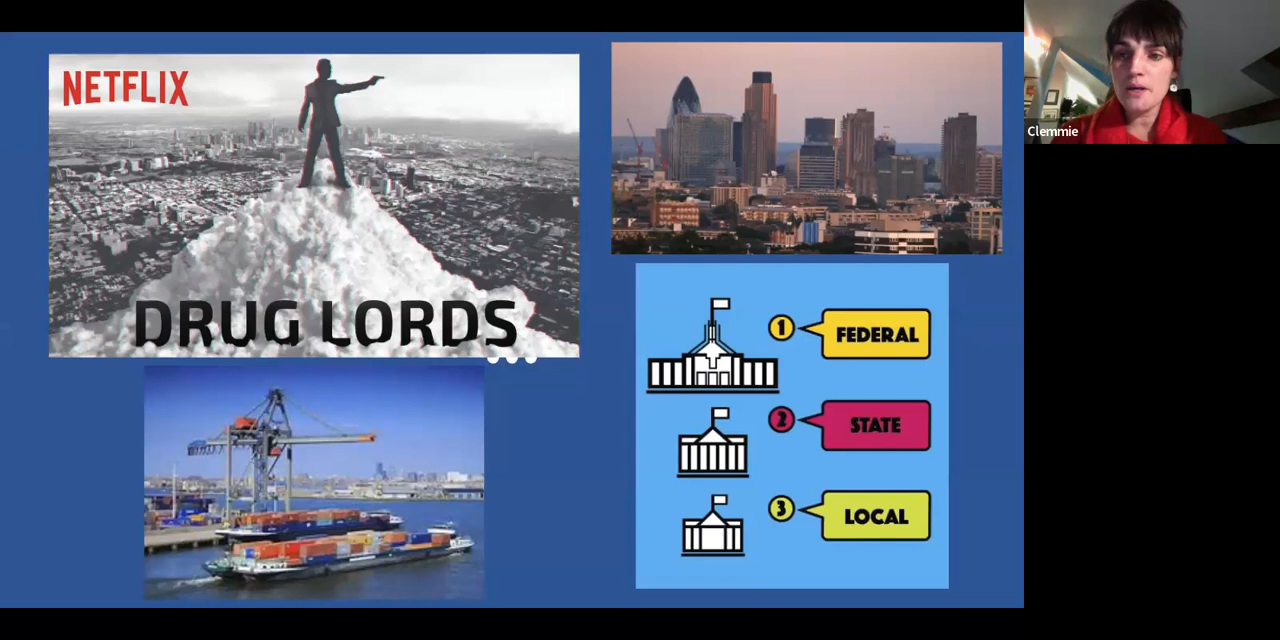 NETFLIX
DRUG LORDS
1 FEDERAL
2 STATE
3 LOCAL
Clemmie